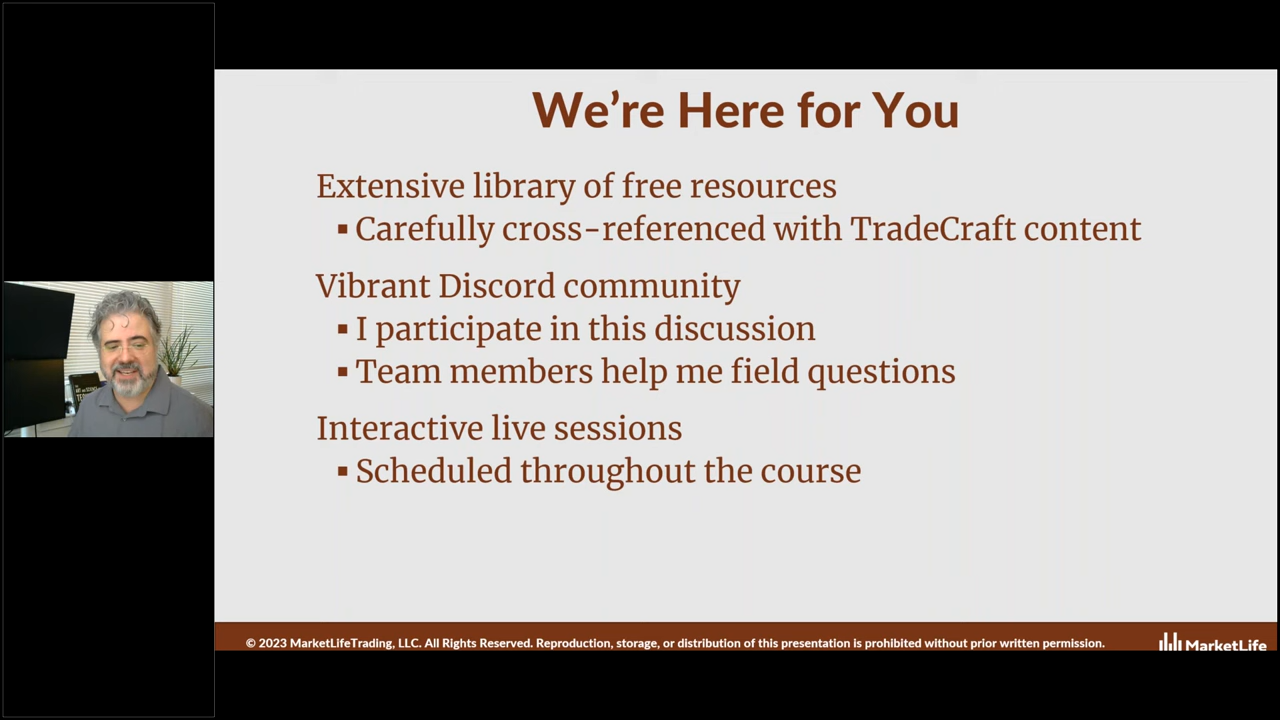 We're Here for You
Extensive library of free resources
▪ Carefully cross-referenced with TradeCraft content
Vibrant Discord community
▪ I participate in this discussion
▪ Team members help me field questions
Interactive live sessions
▪ Scheduled throughout the course
© 2023 MarketLifeTrading, LLC. All Rights Reserved. Reproduction, storage, or distribution of this presentation is prohibited without prior written permission.
MarketLife